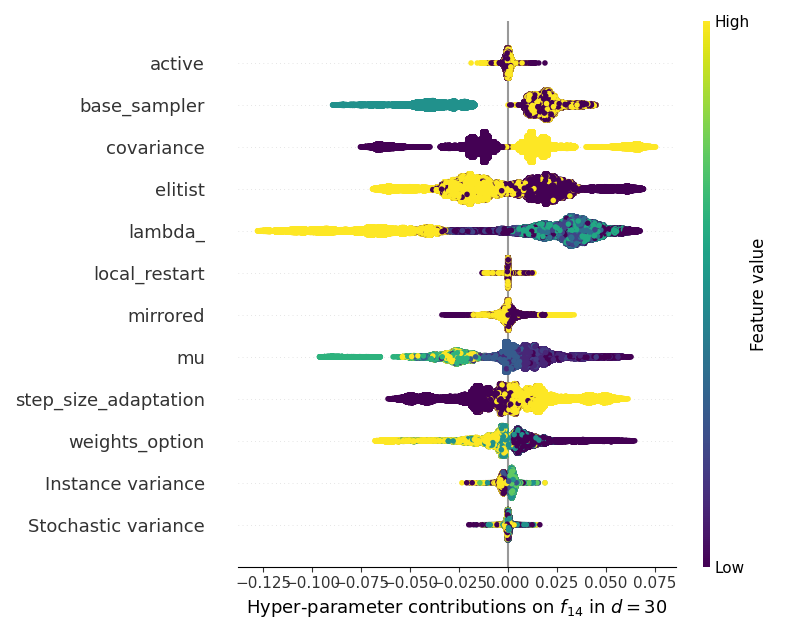 High
active
base_sampler
covariance
elitist
lambda_
local_restart
mirrored
mu
step_size_adaptation
weights_option
Instance variance
Stochastic variance
Feature value
Low
−0.125 −0.100 −0.075 −0.050 −0.025 0.000 0.025 0.050 0.075
Hyper-parameter contributions on f₁₄ in d = 30